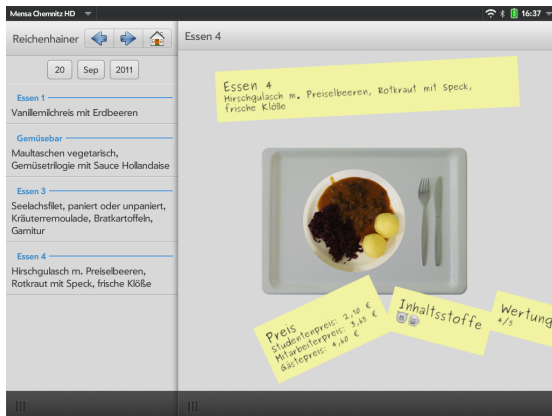 Mensa Chemnitz HD
16:37
Reichenhainer
20 Sep 2011
Essen 1
Vanillemilchreis mit Erdbeeren
Gemüsebar
Maultaschen vegetarisch,
Gemüsetrilogie mit Sauce Hollandaise
Essen 3
Seelachsfilet, paniert oder unpaniert,
Kräuterremoulade, Bratkartoffeln,
Garnitur
Essen 4
Hirschgulasch m. Preiselbeeren,
Rotkraut mit Speck, frische Klöße
Essen 4
Essen 4
Hirschgulasch m. Preiselbeeren, Rotkraut mit Speck,
frische Klöße
Preis
Studentenpreis: 2,50 €
Mitarbeiterpreis: 3,65 €
Gästepreis: 4,60 €
Inhaltsstoffe
Wertung
4/5